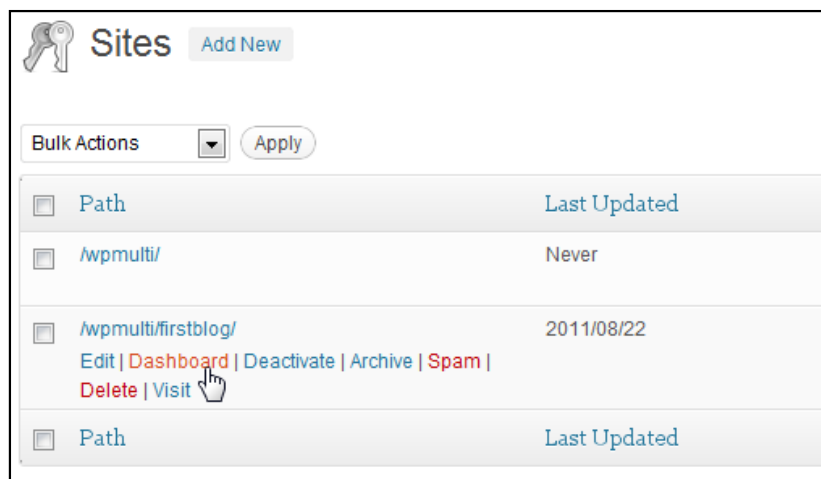 Sites Add New
Bulk Actions Apply
Path Last Updated
/wpmulti/ Never
/wpmulti/firstblog/ 2011/08/22
Edit | Dashboard | Deactivate | Archive | Spam |
Delete | Visit
Path Last Updated